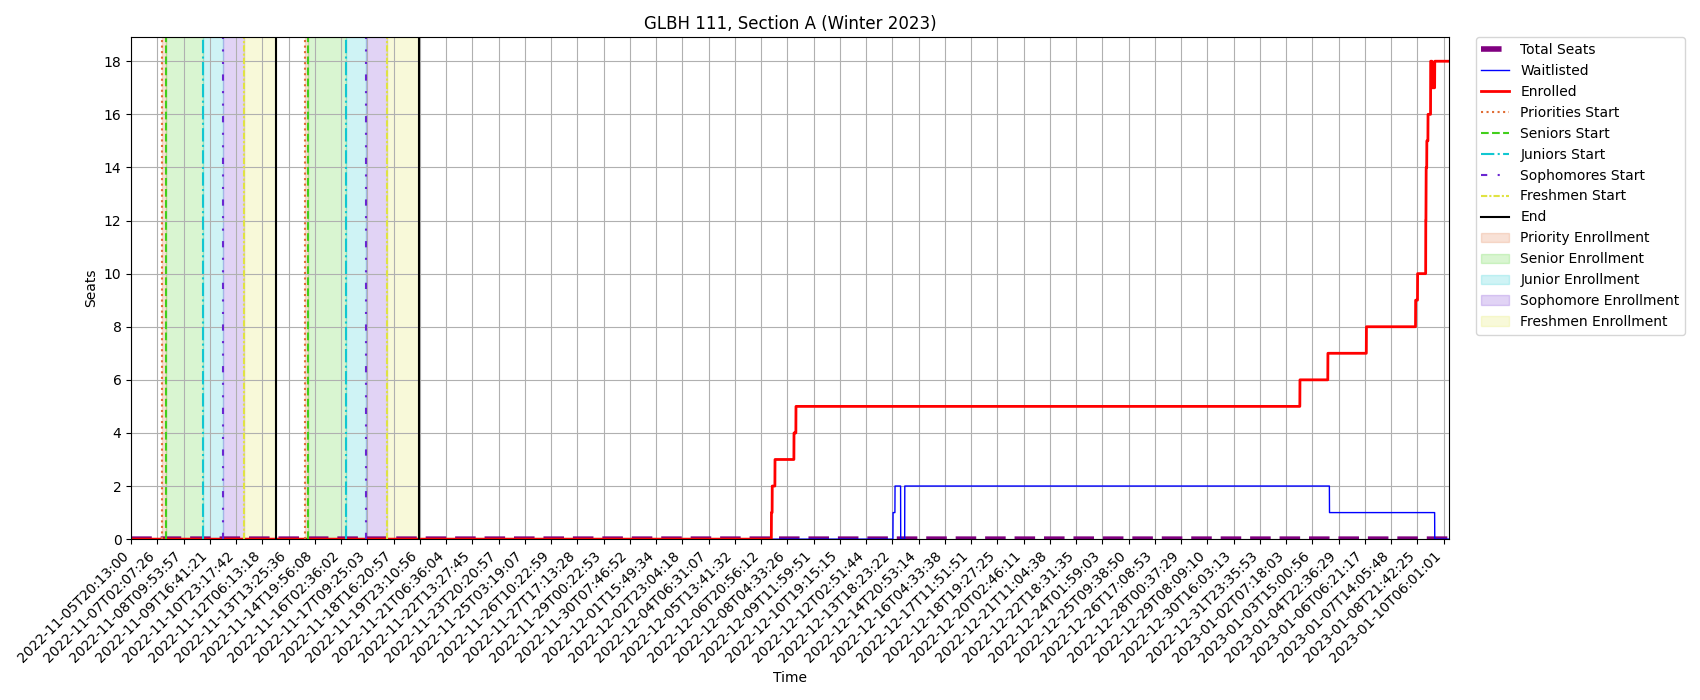 GLBH 111, Section A (Winter 2023)
Seats
18
16
14
12
10
8
6
4
2
0
2022-11-05T20:13:00
2022-11-07T02:07:26
2022-11-08T09:53:57
2022-11-09T16:41:21
2022-11-10T23:17:42
2022-11-12T06:13:18
2022-11-13T13:25:36
2022-11-14T19:56:08
2022-11-16T02:36:02
2022-11-17T09:25:03
2022-11-18T16:20:57
2022-11-19T23:10:56
2022-11-21T06:36:04
2022-11-22T13:27:45
2022-11-23T20:20:57
2022-11-25T03:19:07
2022-11-26T10:22:59
2022-11-27T17:13:28
2022-11-29T00:22:53
2022-11-30T07:46:52
2022-12-01T15:49:34
2022-12-02T23:04:18
2022-12-04T06:31:07
2022-12-05T13:41:32
2022-12-06T20:56:12
2022-12-08T04:33:26
2022-12-09T11:59:51
2022-12-10T19:15:15
2022-12-12T02:51:44
2022-12-13T18:23:22
2022-12-14T20:53:14
2022-12-16T04:33:38
2022-12-17T11:51:51
2022-12-18T19:27:25
2022-12-20T02:46:11
2022-12-21T11:04:38
2022-12-22T18:31:35
2022-12-24T01:59:03
2022-12-25T09:38:50
2022-12-26T17:08:53
2022-12-28T00:37:29
2022-12-29T08:09:10
2022-12-30T16:03:13
2022-12-31T23:35:53
2023-01-02T07:18:03
2023-01-03T15:00:56
2023-01-04T22:36:29
2023-01-06T06:21:17
2023-01-07T14:05:48
2023-01-08T21:42:25
2023-01-10T06:01:01
Time
Total Seats
Waitlisted
Enrolled
Priorities Start
Seniors Start
Juniors Start
Sophomores Start
Freshmen Start
End
Priority Enrollment
Senior Enrollment
Junior Enrollment
Sophomore Enrollment
Freshmen Enrollment